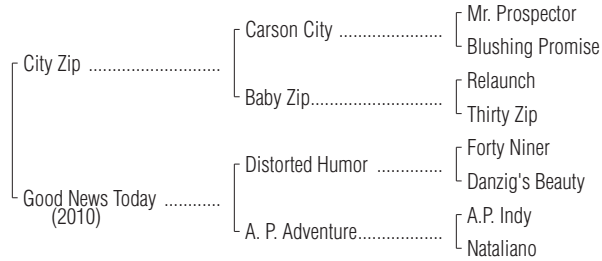 Mr. Prospector
Carson City ......................
Blushing Promise
City Zip ............................
Relaunch
Baby Zip............................
Thirty Zip
Forty Niner
Distorted Humor ..............
Danzig's Beauty
Good News Today ............
(2010)
A.P. Indy
A. P. Adventure..................
Nataliano